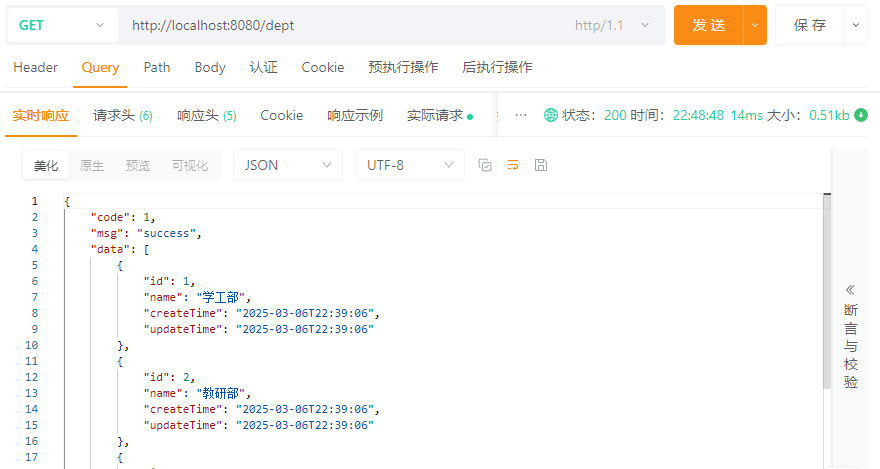 GET http://localhost:8080/dept http/1.1 发 送 保 存
Header Query Path Body 认证 Cookie 预执行操作 后执行操作
实时响应 请求头 (6) 响应头 (5) Cookie 响应示例 实际请求 ... 状态: 200 时间: 22:48:48 14ms 大小: 0.51kb
美化 原生 预览 可视化 JSON UTF-8
1 {
2 "code": 1,
3 "msg": "success",
4 "data": [
5 {
6 "id": 1,
7 "name": "学工部",
8 "createTime": "2025-03-06T22:39:06",
9 "updateTime": "2025-03-06T22:39:06"
10 },
11 {
12 "id": 2,
13 "name": "教研部",
14 "createTime": "2025-03-06T22:39:06",
15 "updateTime": "2025-03-06T22:39:06"
16 },
17 {
断言与校验